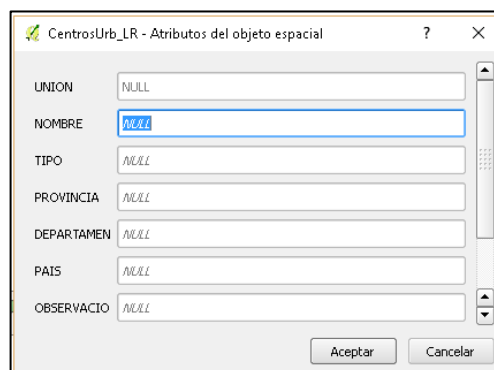 CentrosUrb_LR - Atributos del objeto espacial ?
UNION NULL
NOMBRE NULL
TIPO NULL
PROVINCIA NULL
DEPARTAMEN NULL
PAIS NULL
OBSERVACIO NULL
Aceptar Cancelar